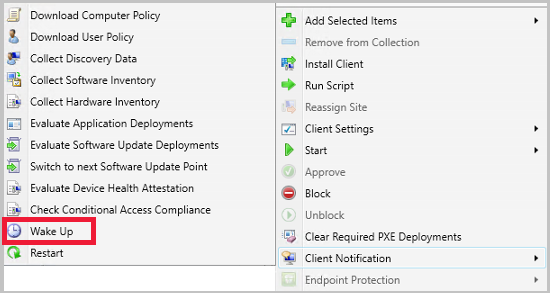 Download Computer Policy
Download User Policy
Collect Discovery Data
Collect Software Inventory
Collect Hardware Inventory
Evaluate Application Deployments
Evaluate Software Update Deployments
Switch to next Software Update Point
Evaluate Device Health Attestation
Check Conditional Access Compliance
Wake Up
Restart
Add Selected Items
Remove from Collection
Install Client
Run Script
Reassign Site
Client Settings
Start
Approve
Block
Unblock
Clear Required PXE Deployments
Client Notification
Endpoint Protection